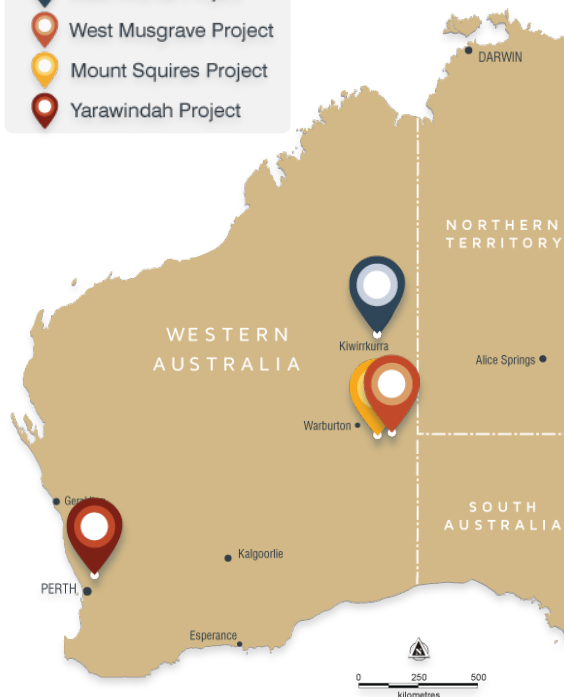 West Musgrave Project
Mount Squires Project
Yarawindah Project
DARWIN
NORTHERN
TERRITORY
WESTERN
AUSTRALIA
Kiwirrkurra
Alice Springs
Warburton
SOUTH
AUSTRALIA
Kalgoorlie
PERTH
Esperance
N
0 250 500
kilometres